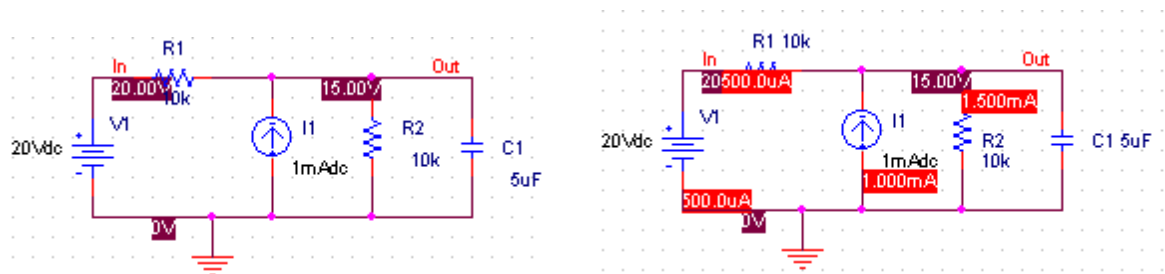 R1
In
Out
20.00V
10k
15.00V
V1
I1
R2
20Vdc
10k
C1
1mAdc
5uF
0V
R1 10k
In
Out
500.0uA
15.00V
1.500mA
V1
I1
R2
20Vdc
1mAdc
10k
C1 5uF
1.000mA
500.0uA
0V